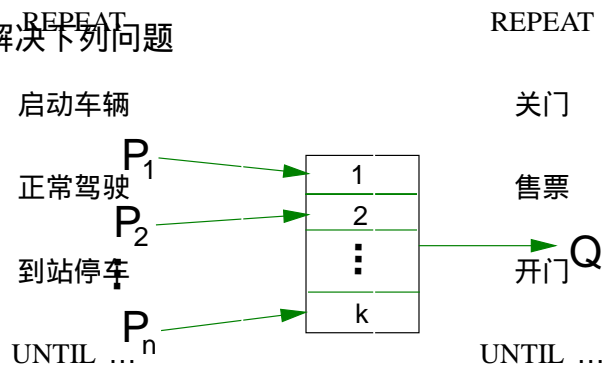 REPEAT
REPEAT
解决下列问题
启动车辆
关门
P1
1
正常驾驶
售票
P2
2
⋮
Q
到站停车
开门
⋮
k
Pn
UNTIL …
UNTIL …